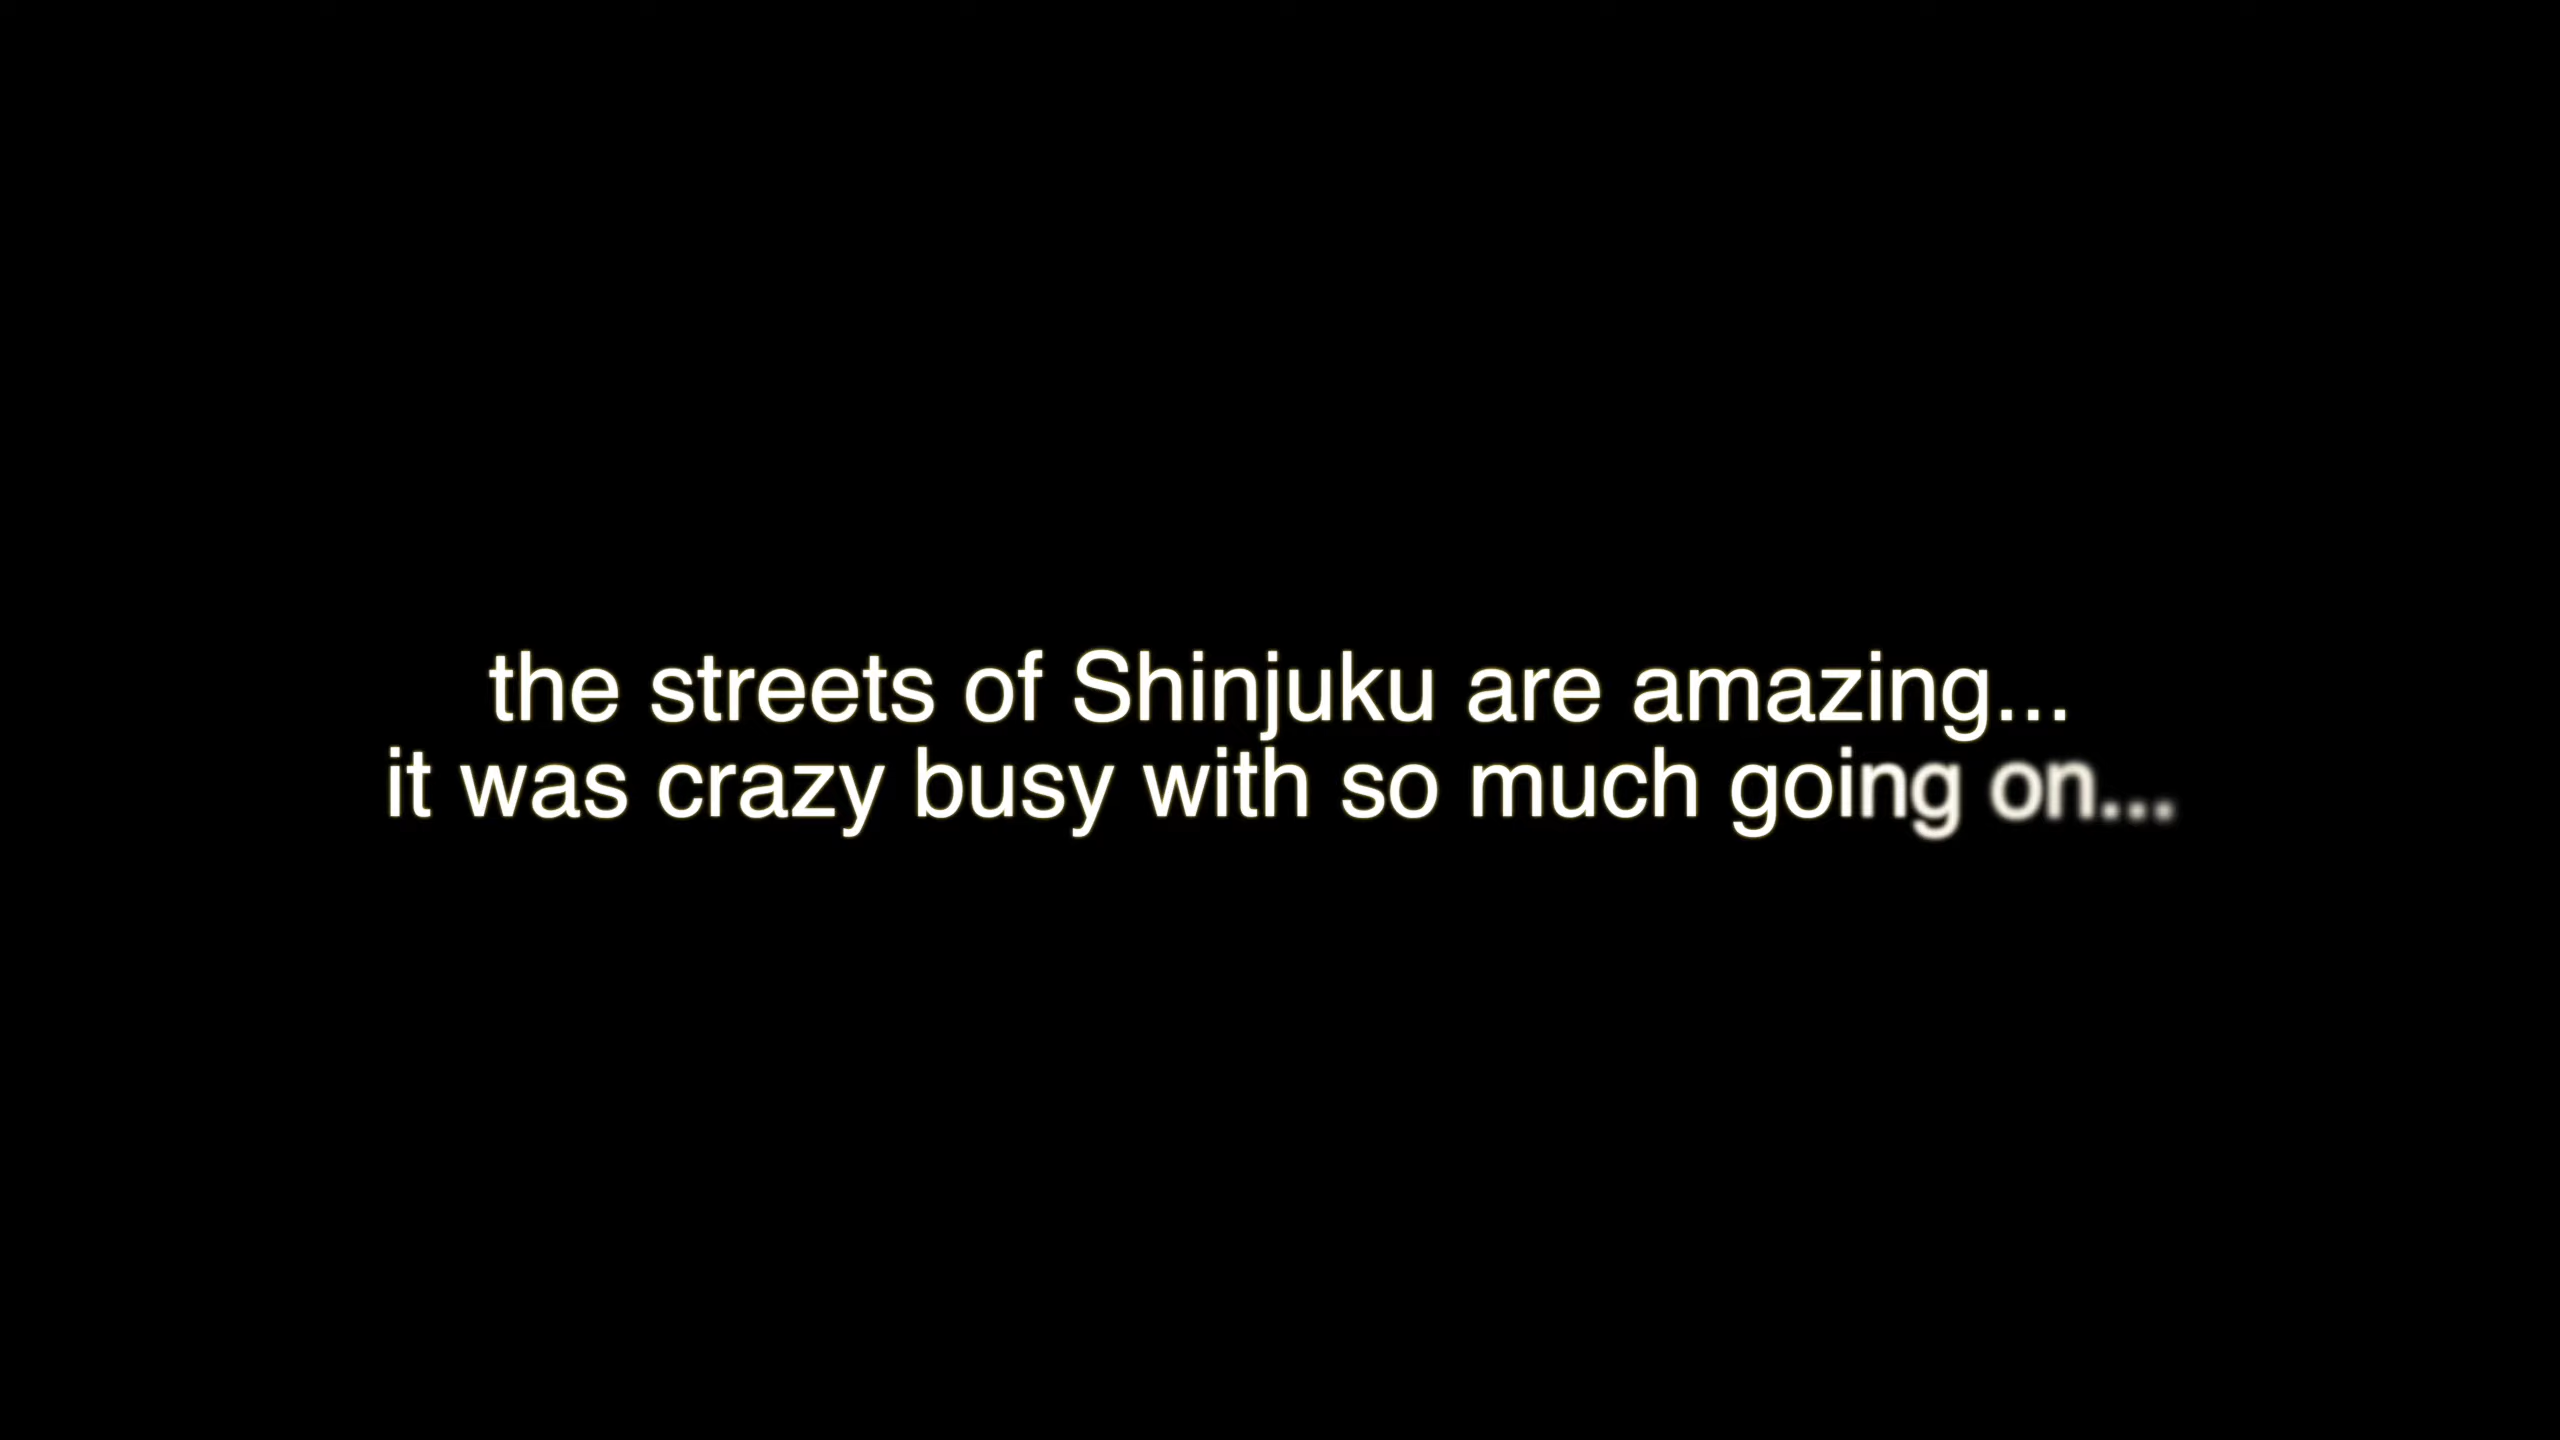 the streets of Shinjuku are amazing...
it was crazy busy with so much going on...